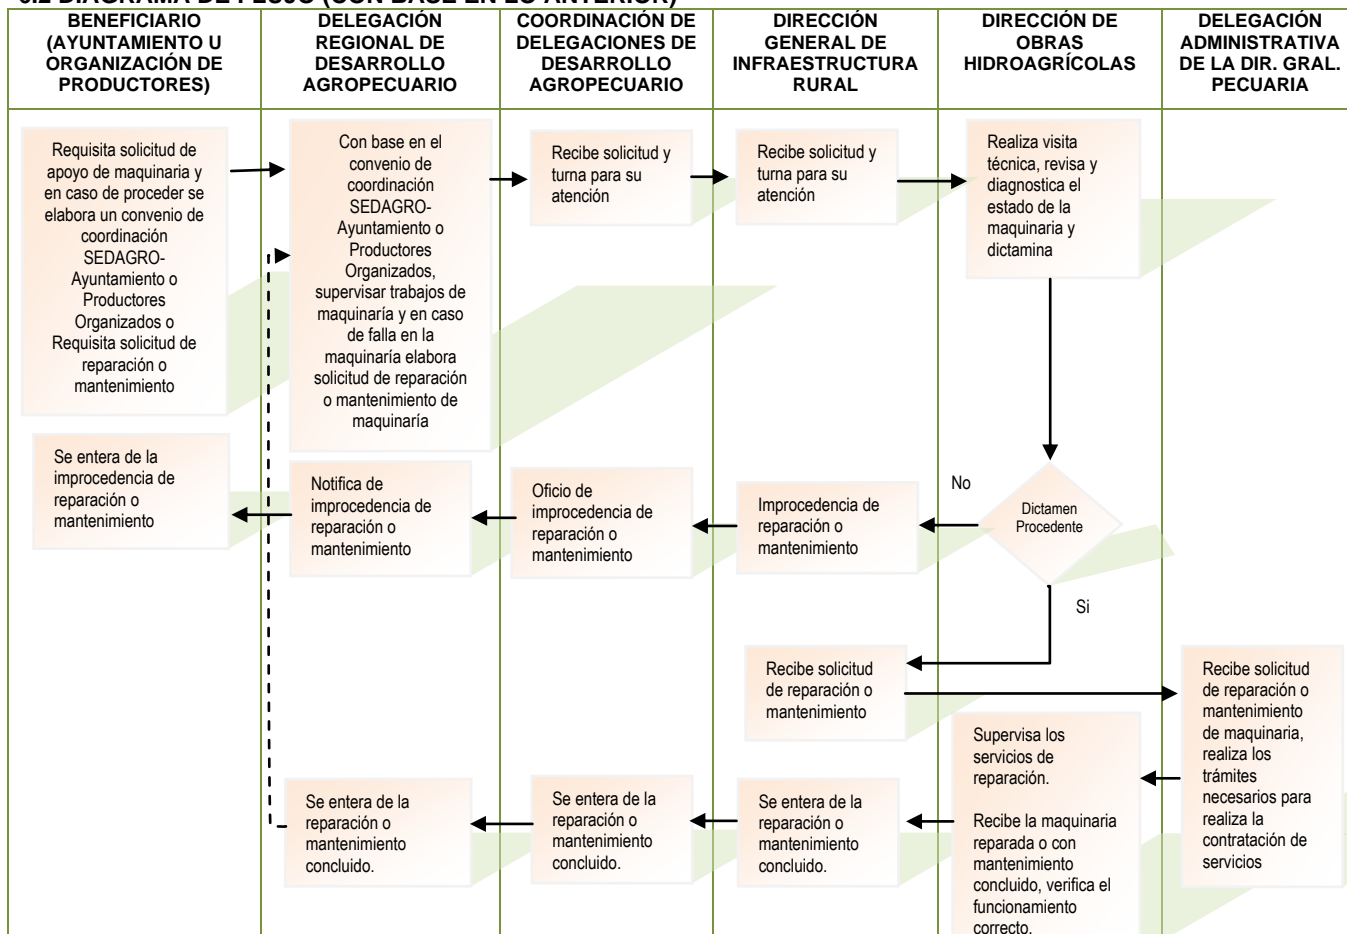 6.2 DIAGRAMA DE FLUJO (CON BASE EN LO ANTERIOR)
BENEFICIARIO
(AYUNTAMIENTO U
ORGANIZACIÓN DE
PRODUCTORES)
DELEGACIÓN
REGIONAL DE
DESARROLLO
AGROPECUARIO
COORDINACIÓN DE
DELEGACIONES DE
DESARROLLO
AGROPECUARIO
DIRECCIÓN
GENERAL DE
INFRAESTRUCTURA
RURAL
DIRECCIÓN DE
OBRAS
HIDROAGRÍCOLAS
DELEGACIÓN
ADMINISTRATIVA
DE LA DIR. GRAL.
PECUARIA
Requisita solicitud de
apoyo de maquinaria y
en caso de proceder se
elabora un convenio de
coordinación
SEDAGRO-
Ayuntamiento o
Productores
Organizados o
Requisita solicitud de
reparación o
mantenimiento
Con base en el
convenio de
coordinación
SEDAGRO-
Ayuntamiento o
Productores
Organizados,
supervisar trabajos de
maquinaría y en caso
de falla en la
maquinaría elabora
solicitud de reparación
o mantenimiento de
maquinaría
Recibe solicitud y
turna para su
atención
Recibe solicitud y
turna para su
atención
Realiza visita
técnica, revisa y
diagnostica el
estado de la
maquinaria y
dictamina
Se entera de la
improcedencia de
reparación o
mantenimiento
Notifica de
improcedencia de
reparación o
mantenimiento
Oficio de
improcedencia de
reparación o
mantenimiento
Improcedencia de
reparación o
mantenimiento
No
Dictamen
Procedente
Si
Recibe solicitud
de reparación o
mantenimiento
Recibe solicitud
de reparación o
mantenimiento
de maquinaria,
realiza los
trámites
necesarios para
realiza la
contratación de
servicios
Supervisa los
servicios de
reparación.
Recibe la maquinaria
reparada o con
mantenimiento
concluido, verifica el
funcionamiento
correcto.
Se entera de la
reparación o
mantenimiento
concluido.
Se entera de la
reparación o
mantenimiento
concluido.
Se entera de la
reparación o
mantenimiento
concluido.